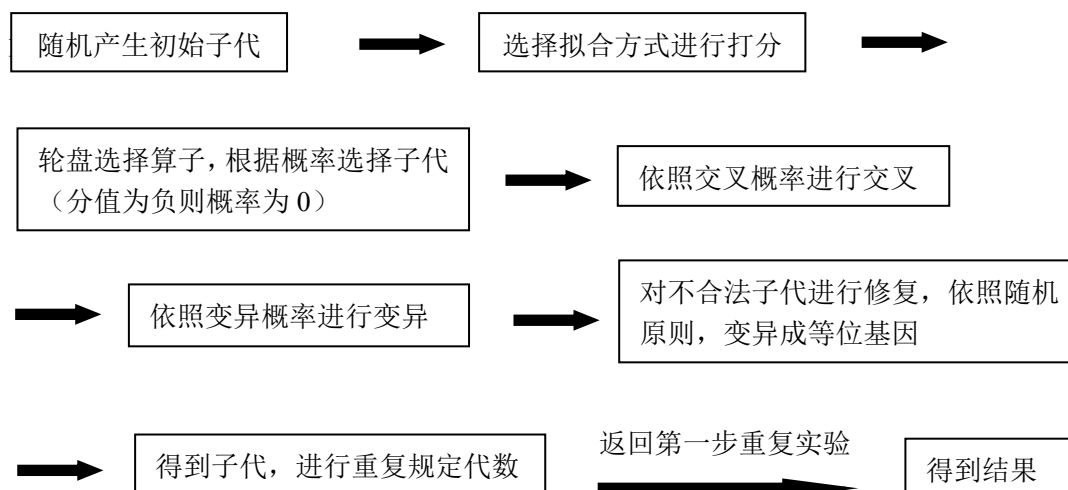 随机产生初始子代
选择拟合方式进行打分
轮盘选择算子，根据概率选择子代
（分值为负则概率为 0）
依照交叉概率进行交叉
依照变异概率进行变异
对不合法子代进行修复，依照随机
原则，变异成等位基因
得到子代，进行重复规定代数
返回第一步重复实验
得到结果